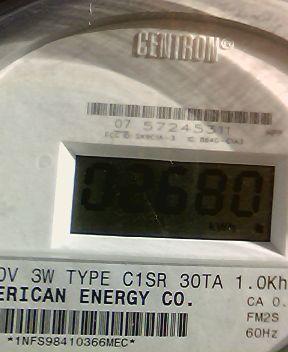 CENTRON®
07 57245311
02680
0V 3W TYPE C1SR 30TA 1.0Kh
ERICAN ENERGY CO.
CA 0.
FM2S
60Hz
*1NFS98410366MEC*